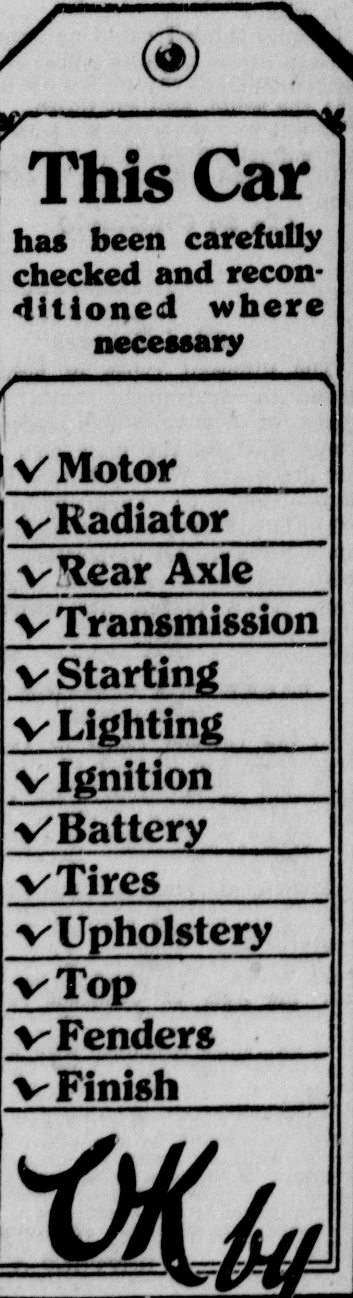 This Car
has been carefully
checked and recon-
ditioned where
necessary
✓ Motor
✓ Radiator
✓ Rear Axle
✓ Transmission
✓ Starting
✓ Lighting
✓ Ignition
✓ Battery
✓ Tires
✓ Upholstery
✓ Top
✓ Fenders
✓ Finish
OK by